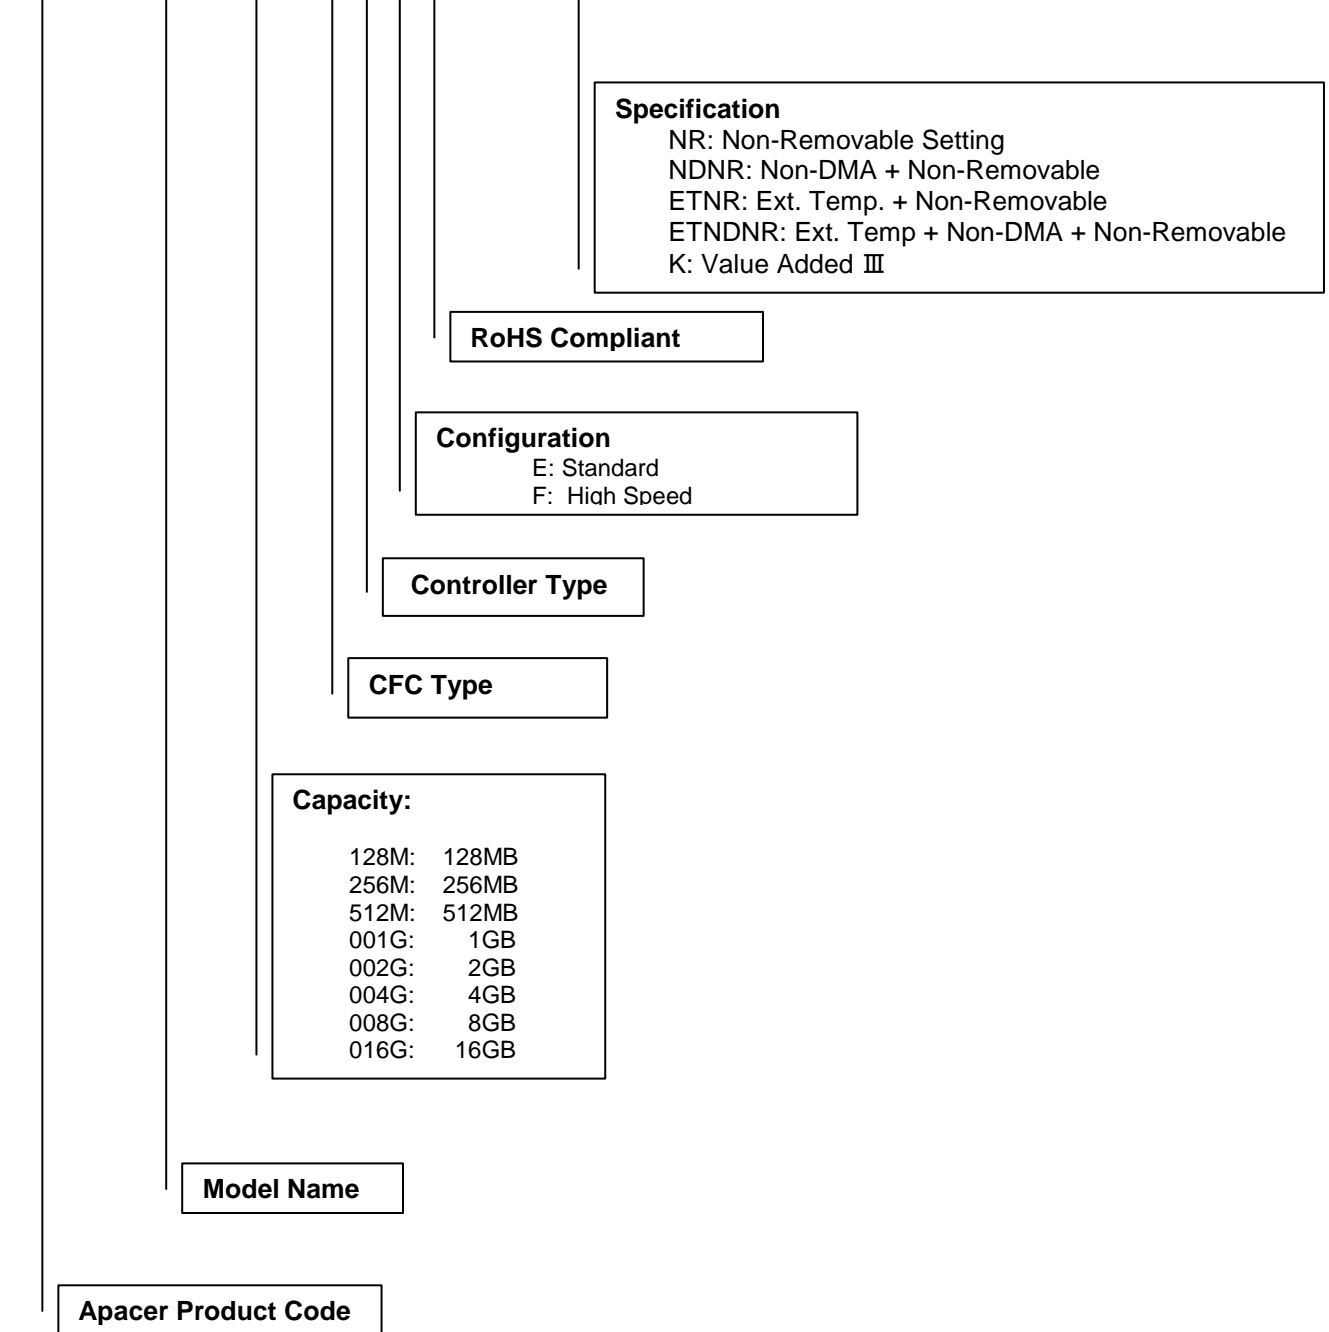 Specification
NR: Non-Removable Setting
NDNR: Non-DMA + Non-Removable
ETNR: Ext. Temp. + Non-Removable
ETNDNR: Ext. Temp + Non-DMA + Non-Removable
K: Value Added Ⅲ
RoHS Compliant
Configuration
E: Standard
F: High Speed
Controller Type
CFC Type
Capacity:
128M: 128MB
256M: 256MB
512M: 512MB
001G: 1GB
002G: 2GB
004G: 4GB
008G: 8GB
016G: 16GB
Model Name
Apacer Product Code